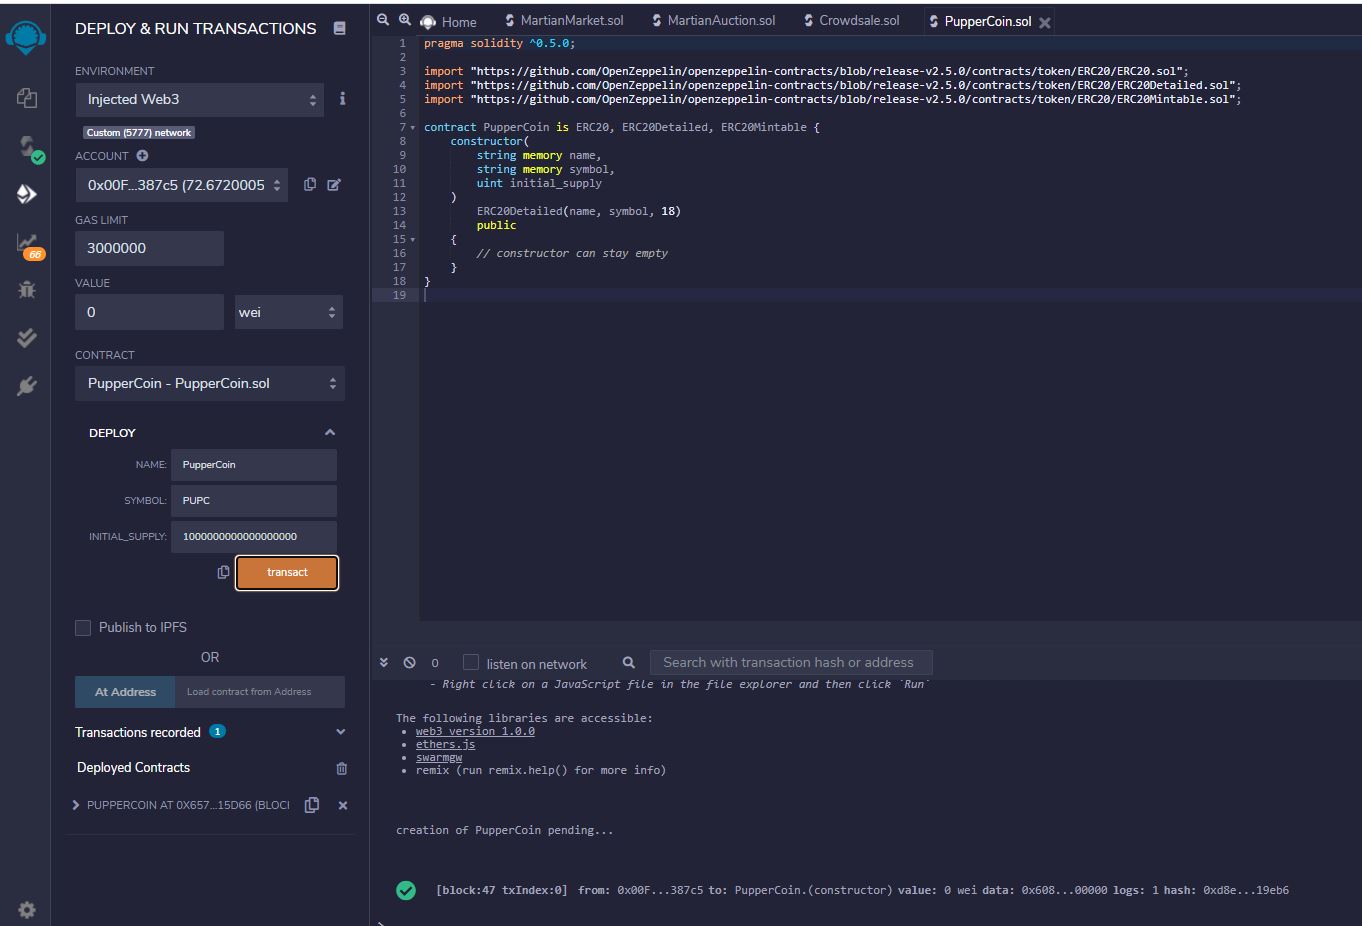 DEPLOY & RUN TRANSACTIONS
ENVIRONMENT
Injected Web3
i
Custom (5777) network
ACCOUNT
0x00F...387c5 (72.6720005
GAS LIMIT
3000000
VALUE
0
wei
CONTRACT
PupperCoin - PupperCoin.sol
DEPLOY
NAME:
PupperCoin
SYMBOL:
PUPC
INITIAL_SUPPLY:
1000000000000000000
transact
Publish to IPFS
OR
At Address
Load contract from Address
Transactions recorded 1
Deployed Contracts
PUPPERCOIN AT 0X657...15D66 (BLOCI
66
Home
MartianMarket.sol
MartianAuction.sol
Crowdsale.sol
PupperCoin.sol
1 pragma solidity ^0.5.0;
2
3 import "https://github.com/OpenZeppelin/openzeppelin-contracts/blob/release-v2.5.0/contracts/token/ERC20/ERC20.sol";
4 import "https://github.com/OpenZeppelin/openzeppelin-contracts/blob/release-v2.5.0/contracts/token/ERC20/ERC20Detailed.sol";
5 import "https://github.com/OpenZeppelin/openzeppelin-contracts/blob/release-v2.5.0/contracts/token/ERC20/ERC20Mintable.sol";
6
7 contract PupperCoin is ERC20, ERC20Detailed, ERC20Mintable {
8 constructor(
9 string memory name,
10 string memory symbol,
11 uint initial_supply
12 )
13 ERC20Detailed(name, symbol, 18)
14 public
15 {
16 // constructor can stay empty
17 }
18 }
19
0
listen on network
Search with transaction hash or address
- Right click on a JavaScript file in the file explorer and then click `Run`
The following libraries are accessible:
• web3 version 1.0.0
• ethers.js
• swarmgw
• remix (run remix.help() for more info)
creation of PupperCoin pending...
[block:47 txIndex:0] from: 0x00F...387c5 to: PupperCoin.(constructor) value: 0 wei data: 0x608...00000 logs: 1 hash: 0xd8e...19eb6
>